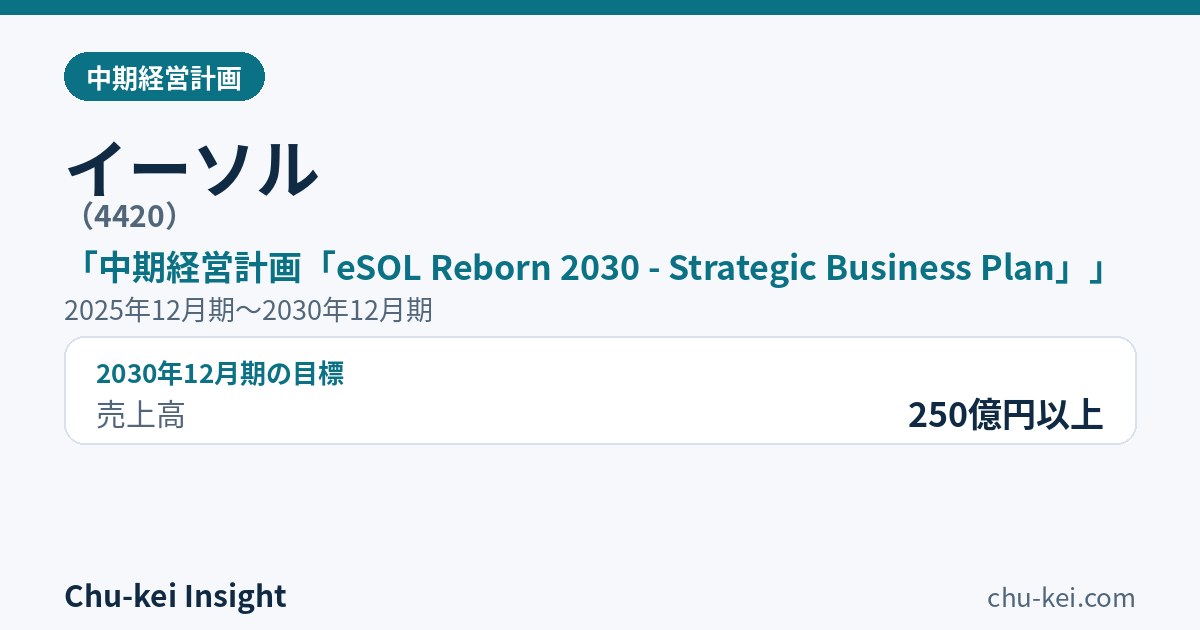 中期経営計画
イーソル
（4420）
「中期経営計画「eSOL Reborn 2030 - Strategic Business Plan」」
2025年12月期～2030年12月期
2030年12月期の目標
売上高 250億円以上
Chu-kei Insight chu-kei.com